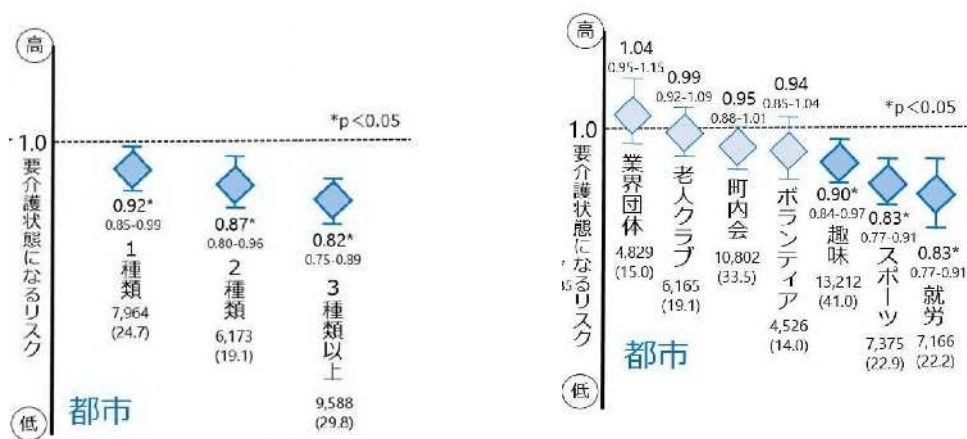 高
*p<0.05
1.0
要介護状態になるリスク
0.92*
0.85-0.99
1種類
7,964
(24.7)
0.87*
0.80-0.96
2種類
6,173
(19.1)
0.82*
0.75-0.89
3種類以上
9,588
(29.8)
低
都市
高
*p<0.05
1.0
要介護状態になるリスク
1.04
0.95-1.15
業界団体
4,829
(15.0)
0.99
0.92-1.09
老人クラブ
6,165
(19.1)
0.95
0.88-1.01
町内会
10,802
(33.5)
0.94
0.85-1.04
ボランティア
4,526
(14.0)
0.90*
0.84-0.97
趣味
13,212
(41.0)
0.83*
0.77-0.91
スポーツ
7,375
(22.9)
0.83*
0.77-0.91
就労
7,166
(22.2)
都市
低